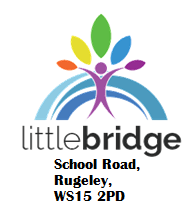 littlebridge
School Road,
Rugeley,
WS15 2PD